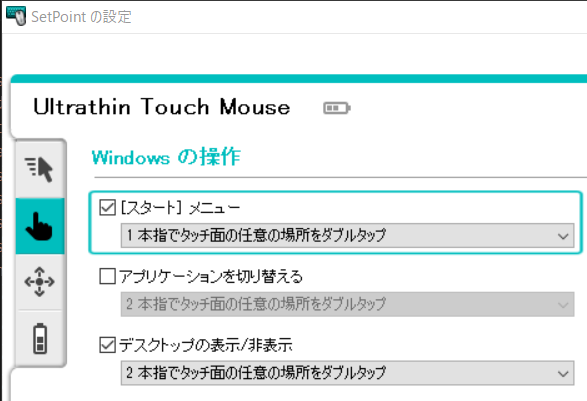 SetPoint の設定
Ultrathin Touch Mouse
Windows の操作
[スタート] メニュー
1 本指でタッチ面の任意の場所をダブルタップ
アプリケーションを切り替える
2 本指でタッチ面の任意の場所をダブルタップ
デスクトップの表示/非表示
2 本指でタッチ面の任意の場所をダブルタップ